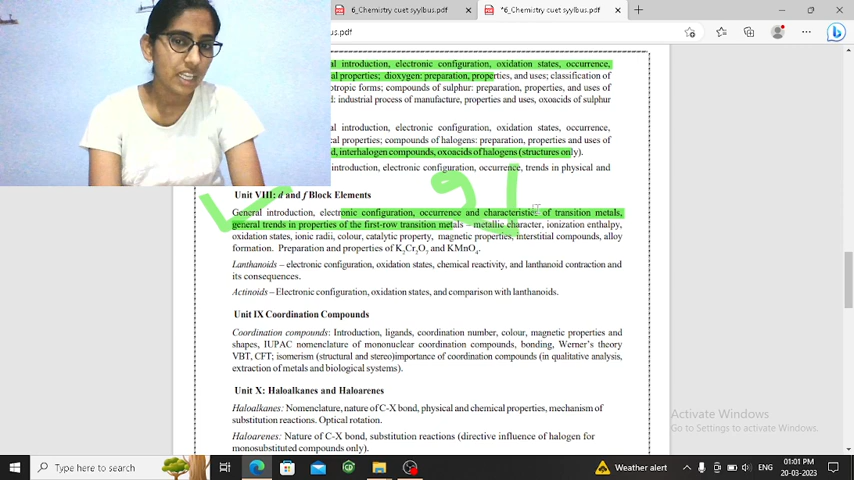 6_Chemistry cuet syylbus.pdf
*6_Chemistry cuet syylbus.pdf
us.pdf
al introduction, electronic configuration, oxidation states, occurrence,
al properties; dioxygen: preparation, properties, and uses; classification of
otropic forms; compounds of sulphur: preparation, properties, and uses of
d: industrial process of manufacture, properties and uses, oxoacids of sulphur
al introduction, electronic configuration, oxidation states, occurrence,
cal properties; compounds of halogens: preparation, properties and uses of
d, interhalogen compounds, oxoacids of halogens (structures only).
introduction, electronic configuration, occurrence, trends in physical and
Unit VIII: d and f Block Elements
General introduction, electronic configuration, occurrence and characteristics of transition metals,
general trends in properties of the first-row transition metals – metallic character, ionization enthalpy,
oxidation states, ionic radii, colour, catalytic property, magnetic properties, interstitial compounds, alloy
formation. Preparation and properties of K2Cr2O7 and KMnO4.
Lanthanoids – electronic configuration, oxidation states, chemical reactivity, and lanthanoid contraction and
its consequences.
Actinoids – Electronic configuration, oxidation states, and comparison with lanthanoids.
Unit IX Coordination Compounds
Coordination compounds: Introduction, ligands, coordination number, colour, magnetic properties and
shapes, IUPAC nomenclature of mononuclear coordination compounds, bonding, Werner's theory
VBT, CFT; isomerism (structural and stereo)importance of coordination compounds (in qualitative analysis,
extraction of metals and biological systems).
Unit X: Haloalkanes and Haloarenes
Haloalkanes: Nomenclature, nature of C-X bond, physical and chemical properties, mechanism of
substitution reactions. Optical rotation.
Haloarenes: Nature of C-X bond, substitution reactions (directive influence of halogen for
monosubstituted compounds only).
Activate Windows
Go to Settings to activate Windows.
Type here to search
Weather alert
ENG
01:01 PM
20-03-2023